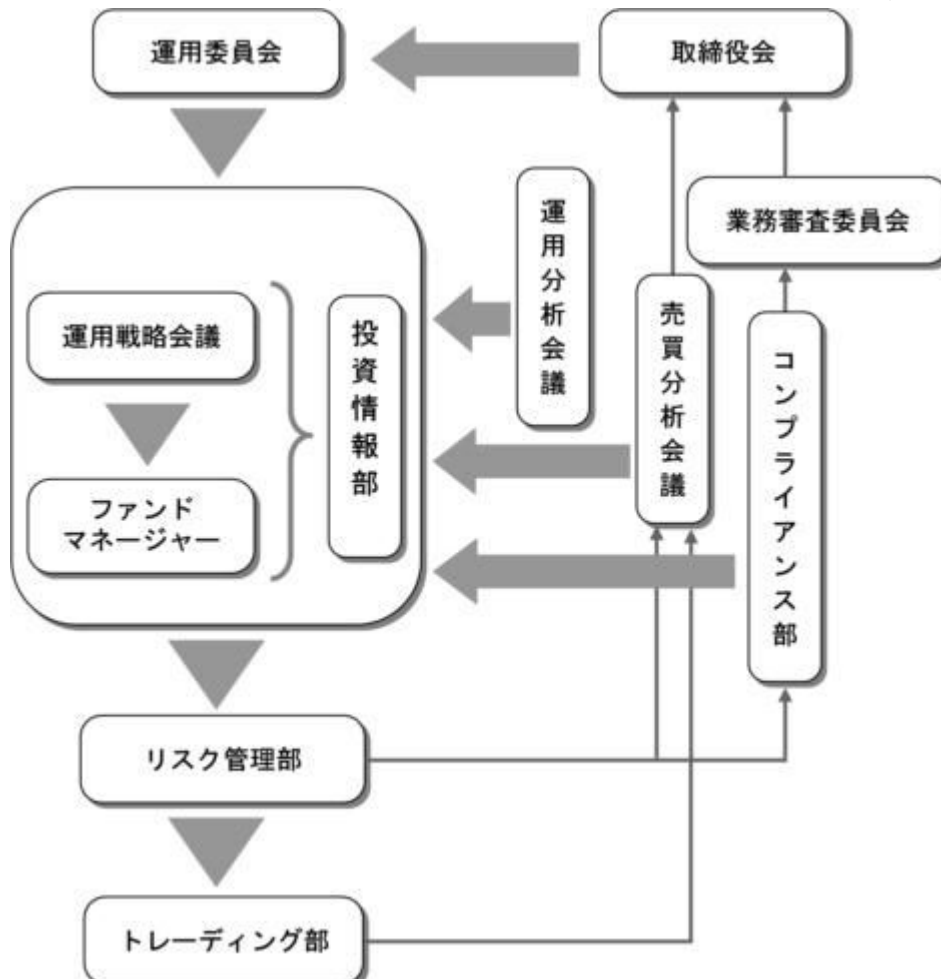 運用委員会
取締役会
運用分析会議
業務審査委員会
売買分析会議
コンプライアンス部
運用戦略会議
投資情報部
ファンド
マネージャー
リスク管理部
トレーディング部